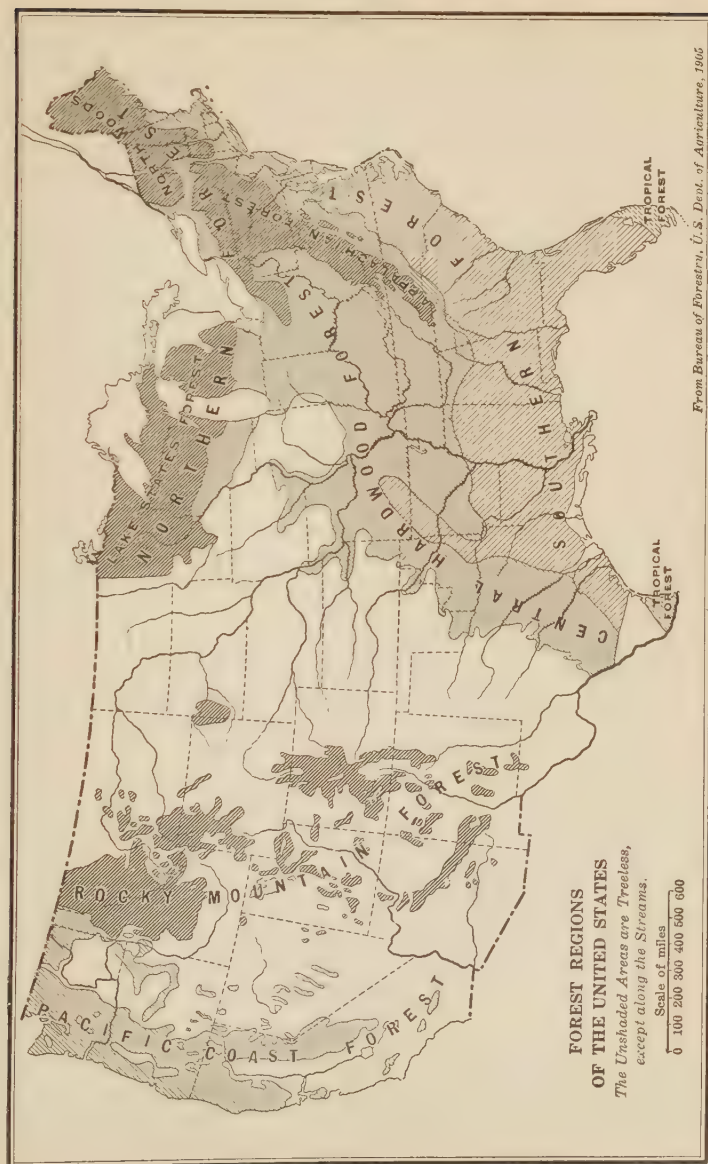 FOREST REGIONS
OF THE UNITED STATES
The Unshaded Areas are Treeless,
except along the Streams.
Scale of miles
0 100 200 300 400 500 600
PACIFIC COAST FOREST
ROCKY MOUNTAIN FOREST
LAKE STATES FOREST
NORTHERN FOREST
NORTH WOODS
APPALACHIAN FOREST
CENTRAL HARDWOOD FOREST
SOUTHERN FOREST
TROPICAL
FOREST
TROPICAL
FOREST
From Bureau of Forestry, U.S. Dept. of Agriculture, 1905